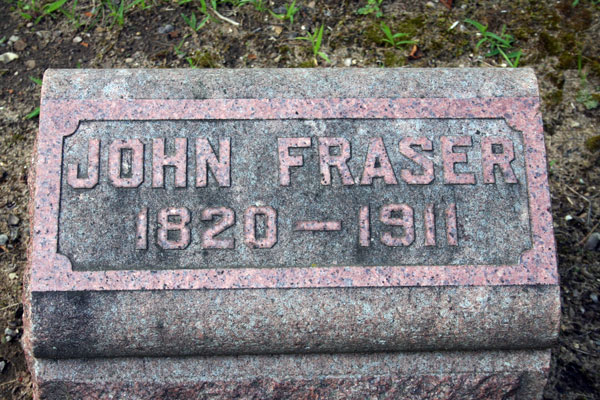 JOHN FRASER
1820 — 1911